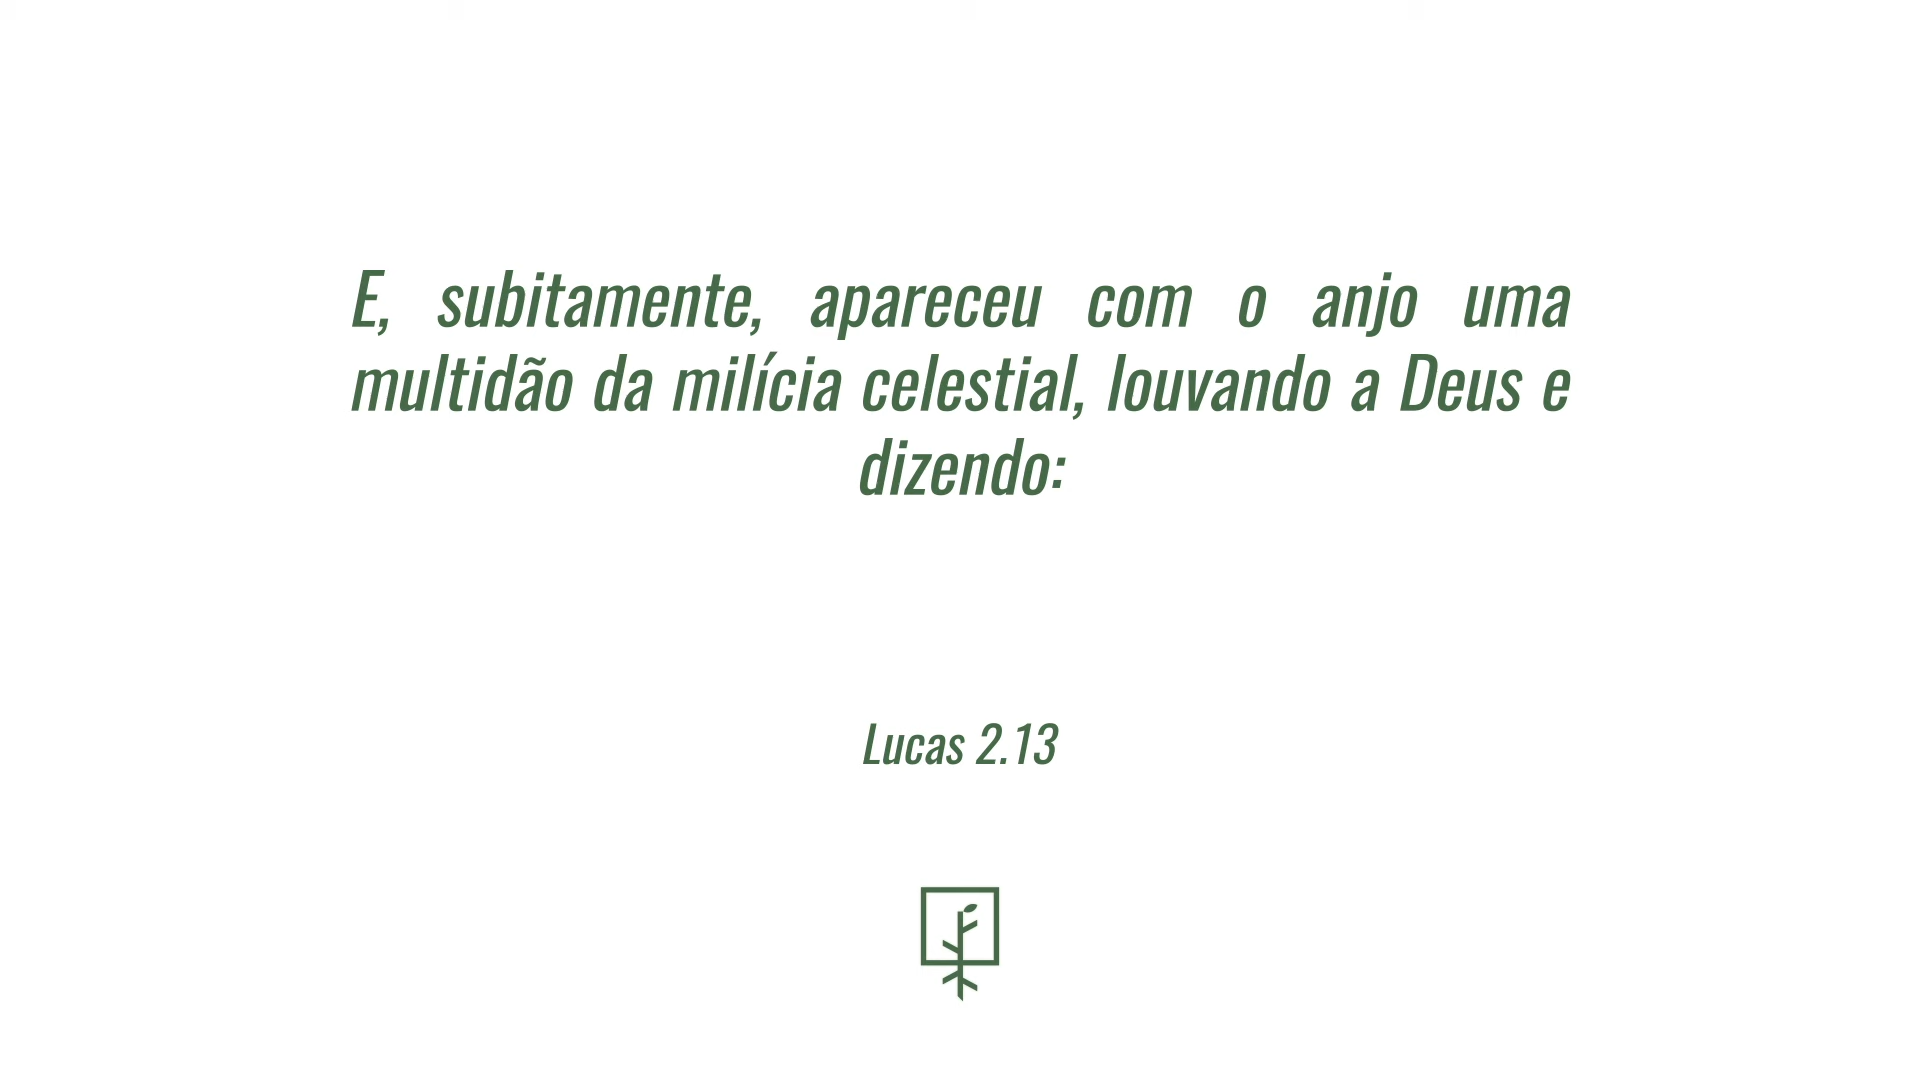 E, subitamente, apareceu com o anjo uma
multidão da milícia celestial, louvando a Deus e
dizendo:
Lucas 2.13